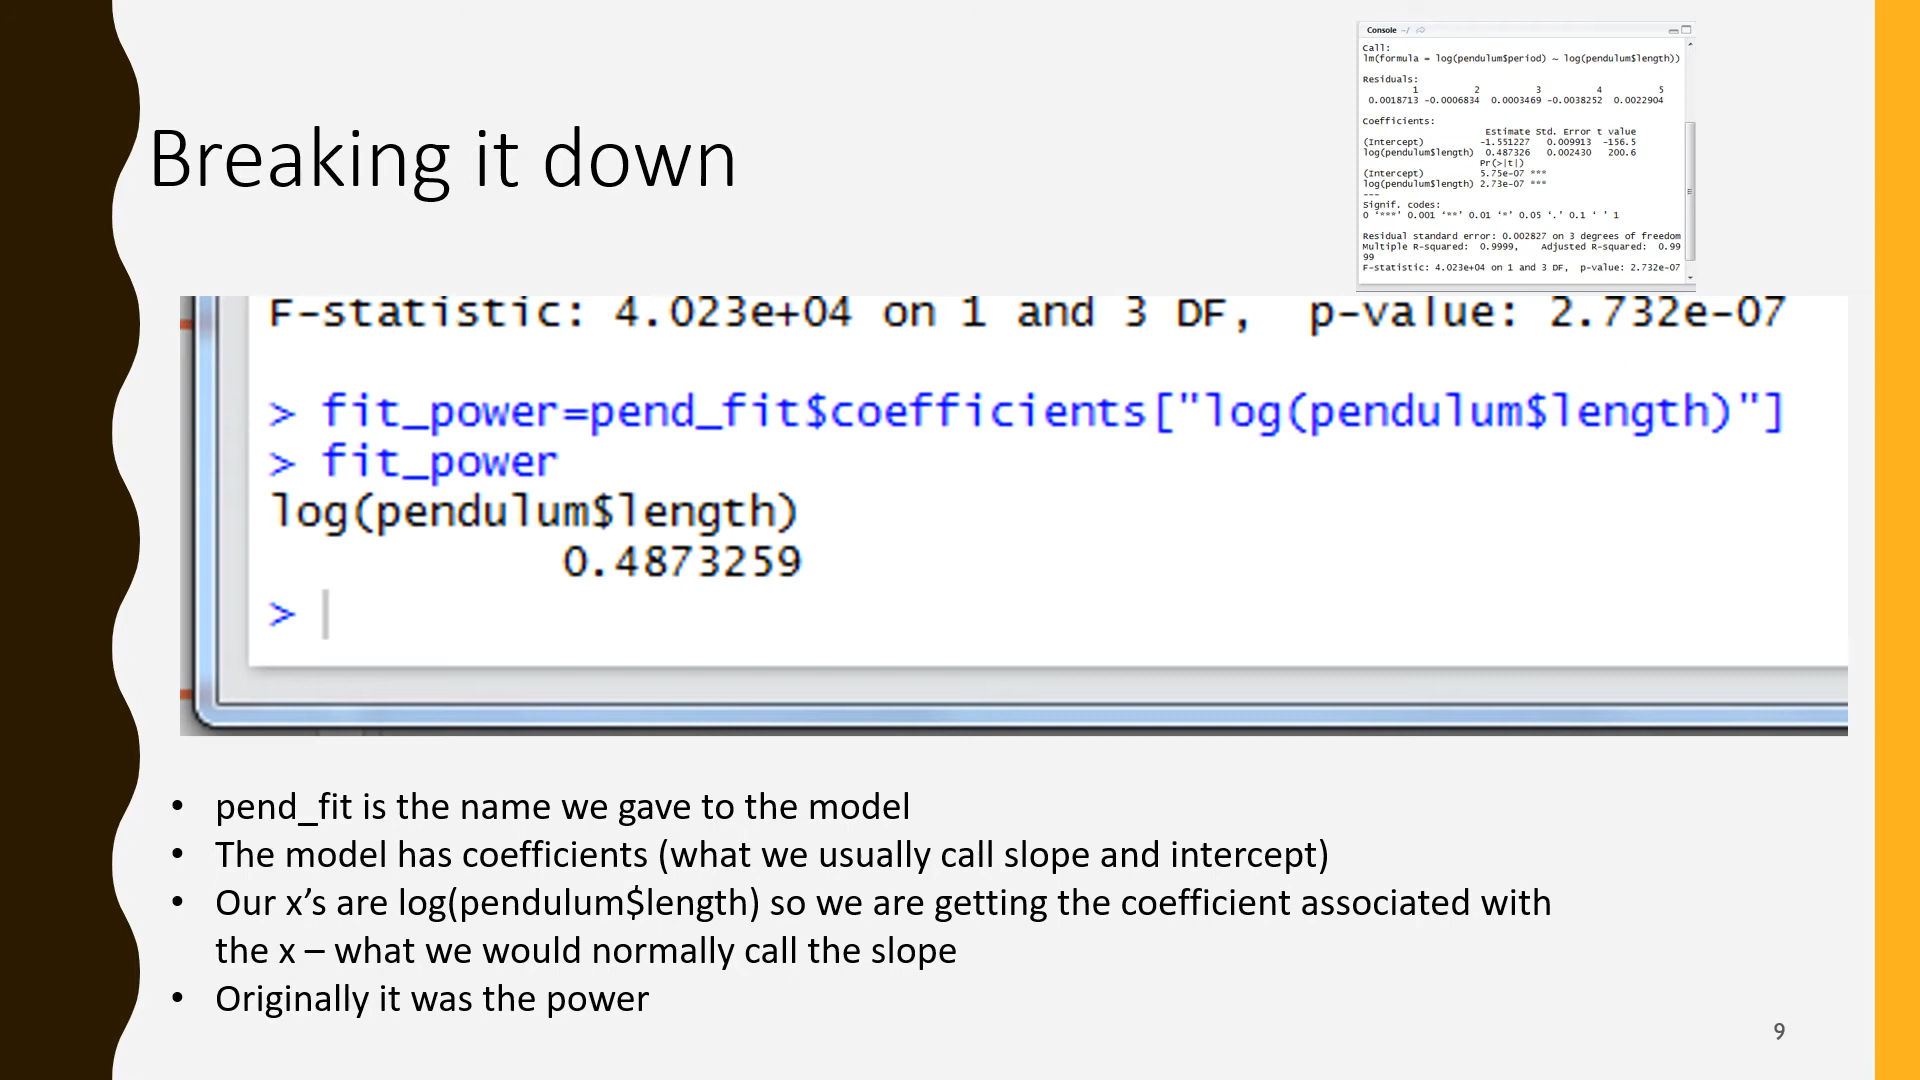 Breaking it down
Console ~/
Call:
lm(formula = log(pendulum$period) ~ log(pendulum$length))
Residuals:
1 2 3 4 5
0.0018713 -0.0006834 0.0003469 -0.0038252 0.0022904
Coefficients:
Estimate Std. Error t value
(Intercept) -1.551227 0.009913 -156.5
log(pendulum$length) 0.487326 0.002430 200.6
Pr(>|t|)
(Intercept) 5.75e-07 ***
log(pendulum$length) 2.73e-07 ***
---
Signif. codes:
0 ‘***’ 0.001 ‘**’ 0.01 ‘*’ 0.05 ‘.’ 0.1 ‘ ’ 1
Residual standard error: 0.002827 on 3 degrees of freedom
Multiple R-squared: 0.9999, Adjusted R-squared: 0.99
99
F-statistic: 4.023e+04 on 1 and 3 DF, p-value: 2.732e-07
F-statistic: 4.023e+04 on 1 and 3 DF, p-value: 2.732e-07
> fit_power=pend_fit$coefficients["log(pendulum$length)"]
> fit_power
log(pendulum$length)
0.4873259
>
• pend_fit is the name we gave to the model
• The model has coefficients (what we usually call slope and intercept)
• Our x’s are log(pendulum$length) so we are getting the coefficient associated with
the x – what we would normally call the slope
• Originally it was the power
9